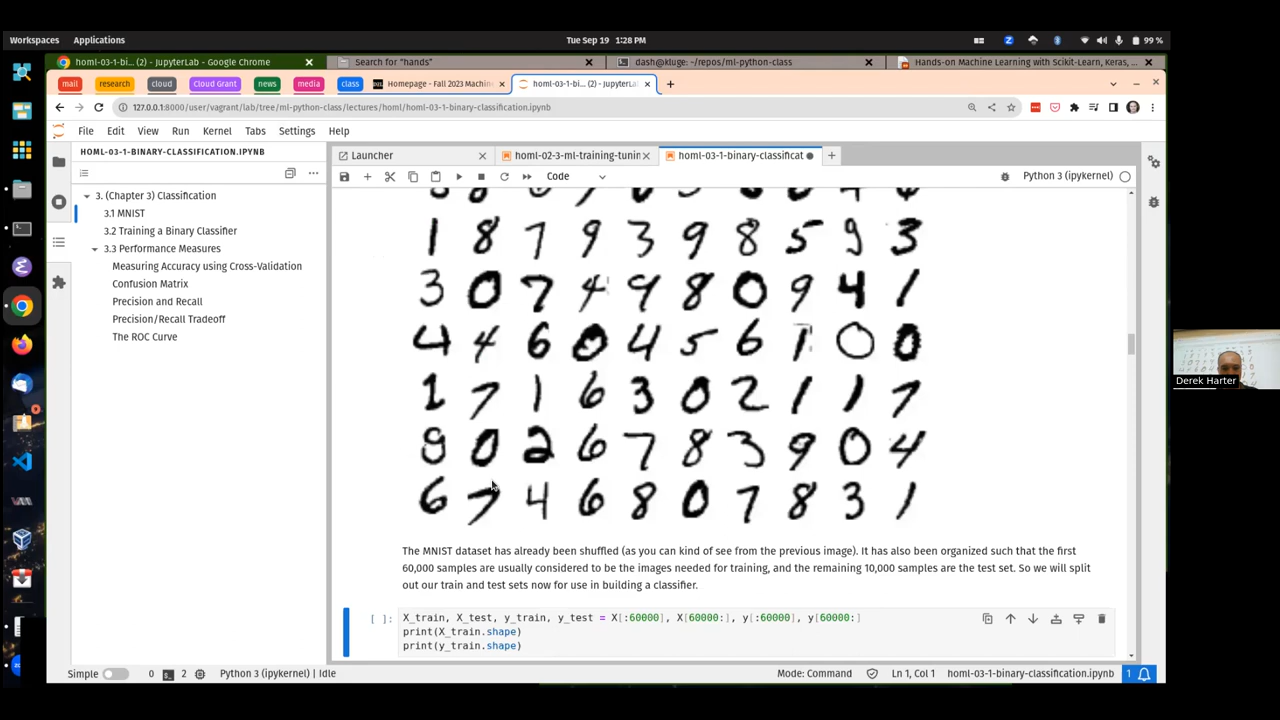 Workspaces Applications Tue Sep 19 1:28 PM 99 %
homl-03-1-bi... (2) - JupyterLab - Google Chrome Search for "hands" dash@kluge: ~/repos/ml-python-class Hands-on Machine Learning with Scikit-Learn, Keras, ...
mail research cloud Cloud Grant news media class Homepage - Fall 2023 Machin homl-03-1-bi... (2) - JupyterLa
127.0.0.1:8000/user/vagrant/lab/tree/ml-python-class/lectures/homl/homl-03-1-binary-classification.ipynb
File Edit View Run Kernel Tabs Settings Help
HOML-03-1-BINARY-CLASSIFICATION.IPYNB
Launcher homl-02-3-ml-training-tunin homl-03-1-binary-classificat
Code Python 3 (ipykernel)
3. (Chapter 3) Classification
3.1 MNIST
3.2 Training a Binary Classifier
3.3 Performance Measures
Measuring Accuracy using Cross-Validation
Confusion Matrix
Precision and Recall
Precision/Recall Tradeoff
The ROC Curve
1 8 7 9 3 9 8 5 9 3
3 0 7 4 9 8 0 9 4 1
4 4 6 0 4 5 6 1 0 0
1 7 1 6 3 0 2 1 1 7
8 0 2 6 7 8 3 9 0 4
6 7 4 6 8 0 7 8 3 1
The MNIST dataset has already been shuffled (as you can kind of see from the previous image). It has also been organized such that the first
60,000 samples are usually considered to be the images needed for training, and the remaining 10,000 samples are the test set. So we will split
out our train and test sets now for use in building a classifier.
[ ]: X_train, X_test, y_train, y_test = X[:60000], X[60000:], y[:60000], y[60000:]
print(X_train.shape)
print(y_train.shape)
Simple 0 2 Python 3 (ipykernel) | Idle Mode: Command Ln 1, Col 1 homl-03-1-binary-classification.ipynb 1
Derek Harter